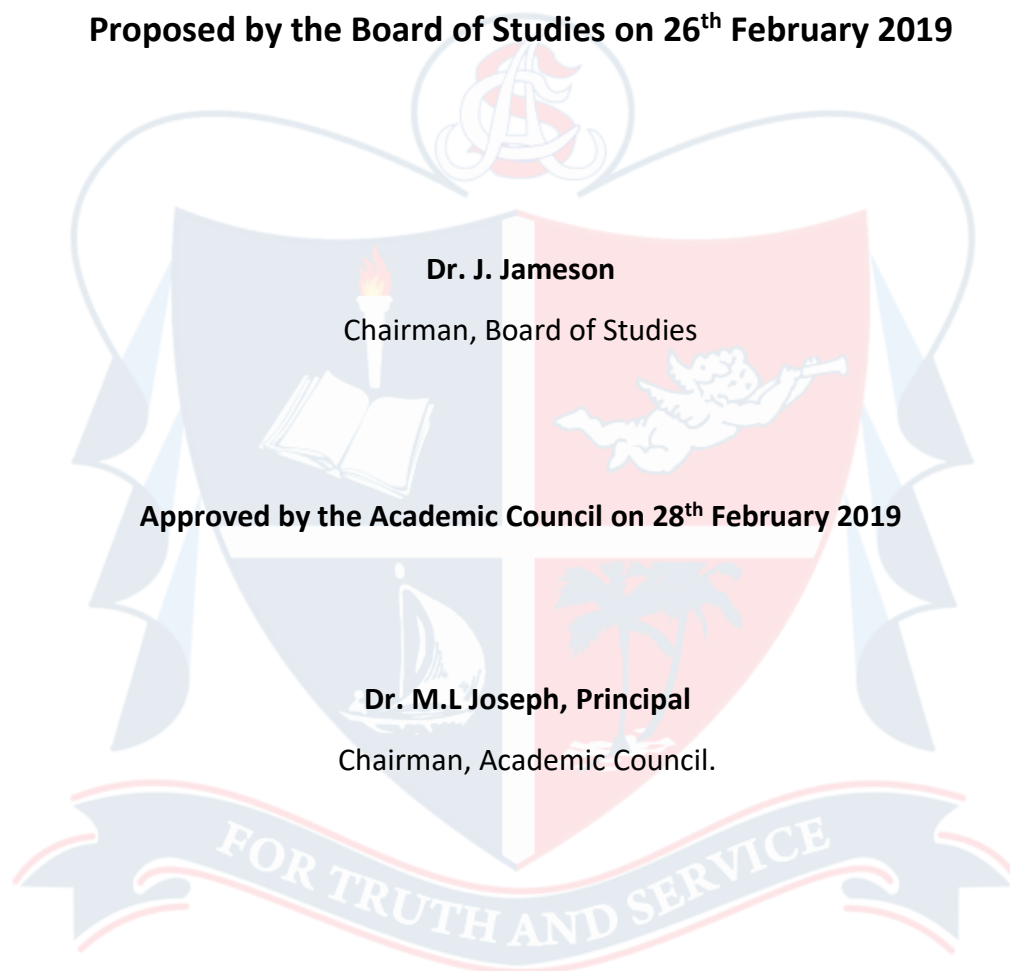 Proposed by the Board of Studies on 26th February 2019
Dr. J. Jameson
Chairman, Board of Studies
Approved by the Academic Council on 28th February 2019
Dr. M.L Joseph, Principal
Chairman, Academic Council.
FOR TRUTH AND SERVICE